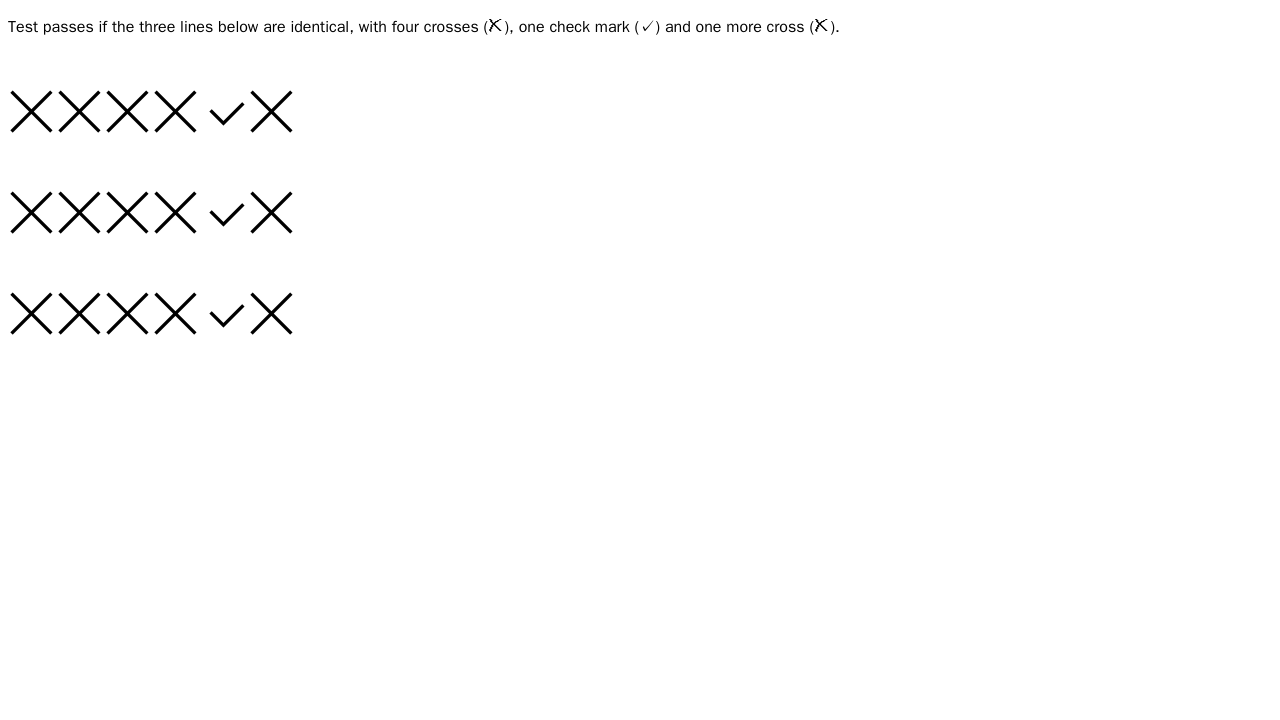 Test passes if the three lines below are identical, with four crosses (☓), one check mark (✓) and one more cross (☓).
☓☓☓☓✓☓
☓☓☓☓✓☓
☓☓☓☓✓☓